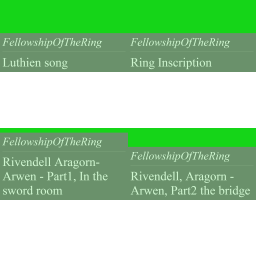 FellowshipOfTheRing
Luthien song
FellowshipOfTheRing
Ring Inscription
FellowshipOfTheRing
Rivendell Aragorn-
Arwen - Part1, In the
sword room
FellowshipOfTheRing
Rivendell, Aragorn -
Arwen, Part2 the bridge